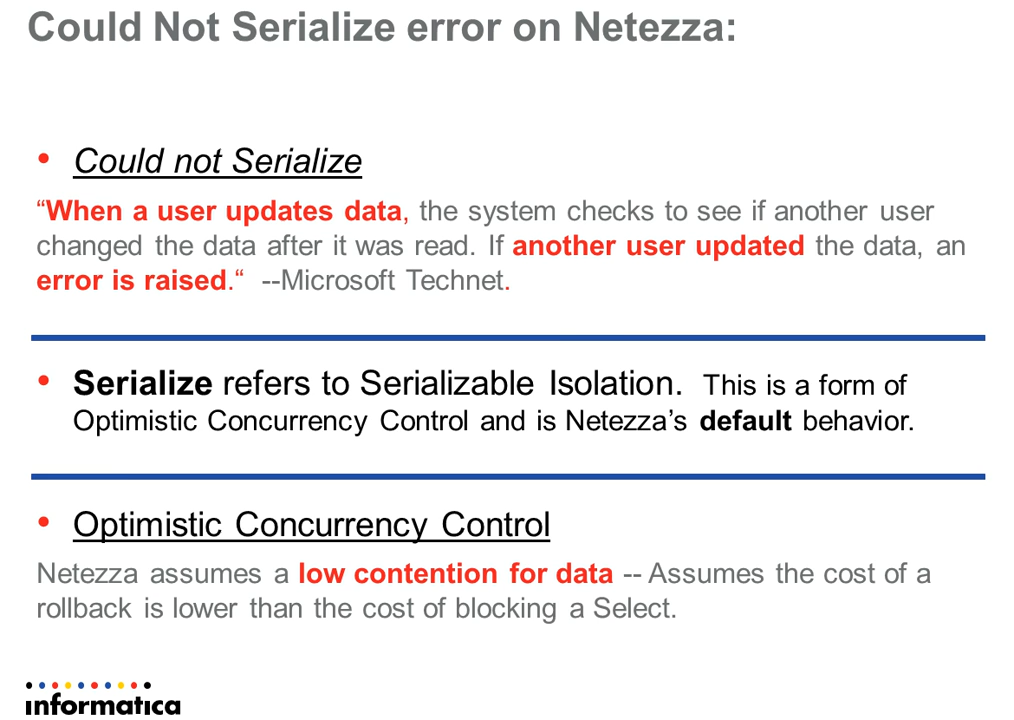 Could Not Serialize error on Netezza:
• Could not Serialize
“When a user updates data, the system checks to see if another user
changed the data after it was read. If another user updated the data, an
error is raised.“ --Microsoft Technet.
• Serialize refers to Serializable Isolation. This is a form of
Optimistic Concurrency Control and is Netezza’s default behavior.
• Optimistic Concurrency Control
Netezza assumes a low contention for data -- Assumes the cost of a
rollback is lower than the cost of blocking a Select.
informatica